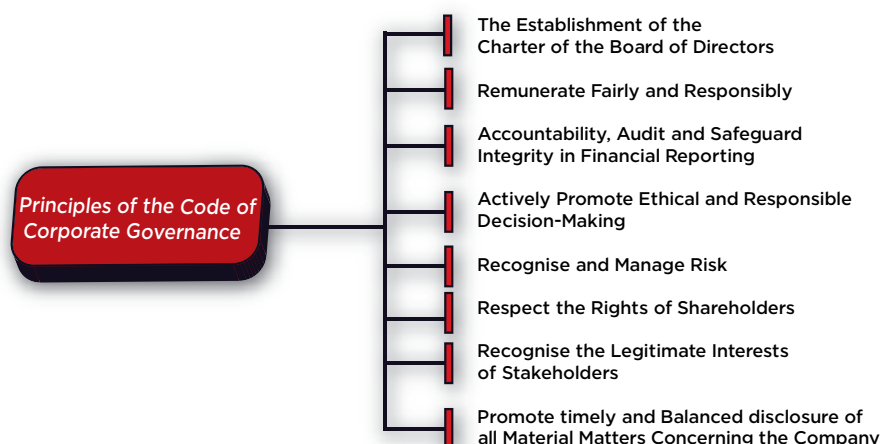 The Establishment of the
Charter of the Board of Directors
Remunerate Fairly and Responsibly
Accountability, Audit and Safeguard
Integrity in Financial Reporting
Principles of the Code of
Corporate Governance
Actively Promote Ethical and Responsible
Decision-Making
Recognise and Manage Risk
Respect the Rights of Shareholders
Recognise the Legitimate Interests
of Stakeholders
Promote timely and Balanced disclosure of
all Material Matters Concerning the Company